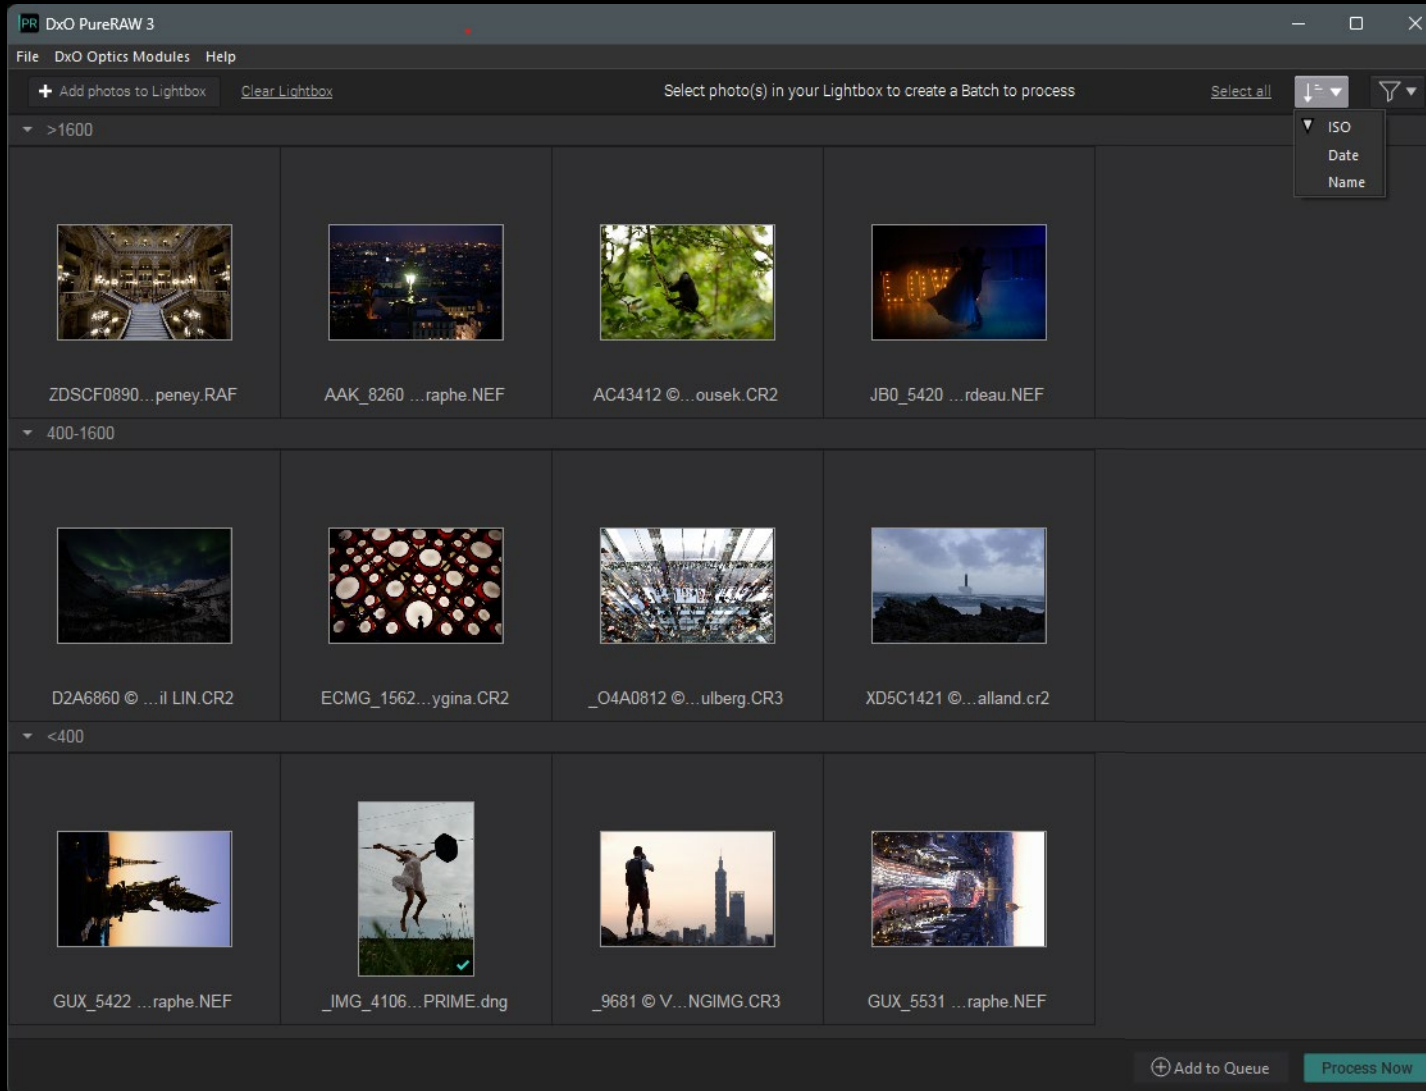 PR DxO PureRAW 3
File DxO Optics Modules Help
Add photos to Lightbox Clear Lightbox Select photo(s) in your Lightbox to create a Batch to process Select all
>1600
ISO
Date
Name
LOVE
ZDSCF0890...peney.RAF AAK_8260 ...raphe.NEF AC43412 ©...ousek.CR2 JB0_5420 ...rdeau.NEF
400-1600
D2A6860 © ...il LIN.CR2 ECMG_1562...ygina.CR2 _O4A0812 ©...ulberg.CR3 XD5C1421 ©...alland.cr2
<400
GUX_5422 ...raphe.NEF _IMG_4106...PRIME.dng _9681 © V...NGIMG.CR3 GUX_5531 ...raphe.NEF
Add to Queue Process Now